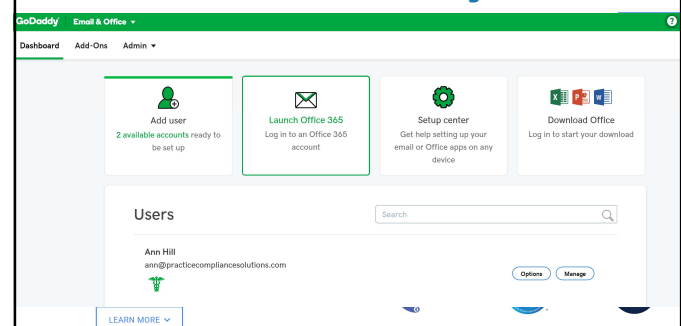 GoDaddy Email & Office
?
Dashboard Add-Ons Admin
Add user
2 available accounts ready to
be set up
Launch Office 365
Log in to an Office 365
account
Setup center
Get help setting up your
email or Office apps on any
device
Download Office
Log in to start your download
Users
Search
Ann Hill
ann@practicecompliancesolutions.com
Options Manage
LEARN MORE